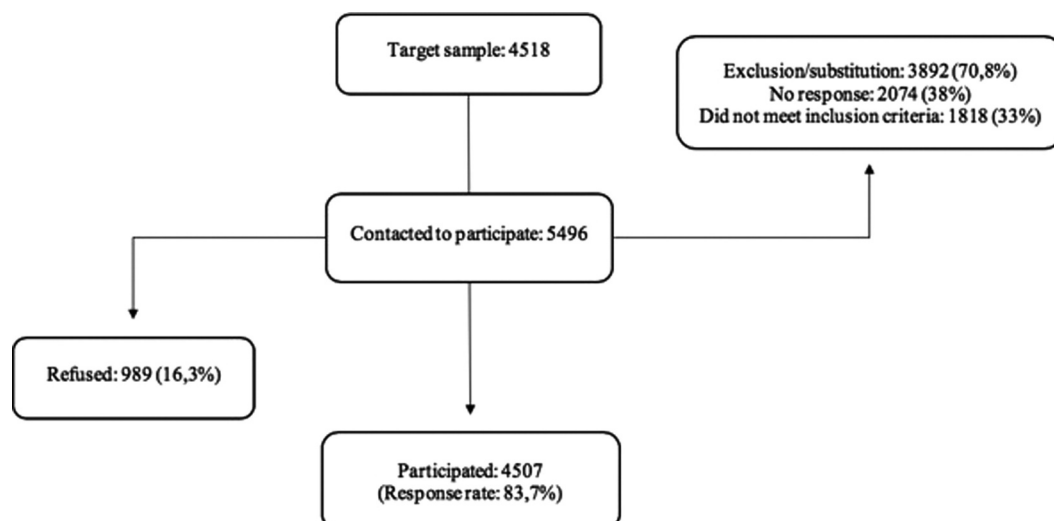 Target sample: 4518
Exclusion/substitution: 3892 (70,8%)
No response: 2074 (38%)
Did not meet inclusion criteria: 1818 (33%)
Contacted to participate: 5496
Refused: 989 (16,3%)
Participated: 4507
(Response rate: 83,7%)